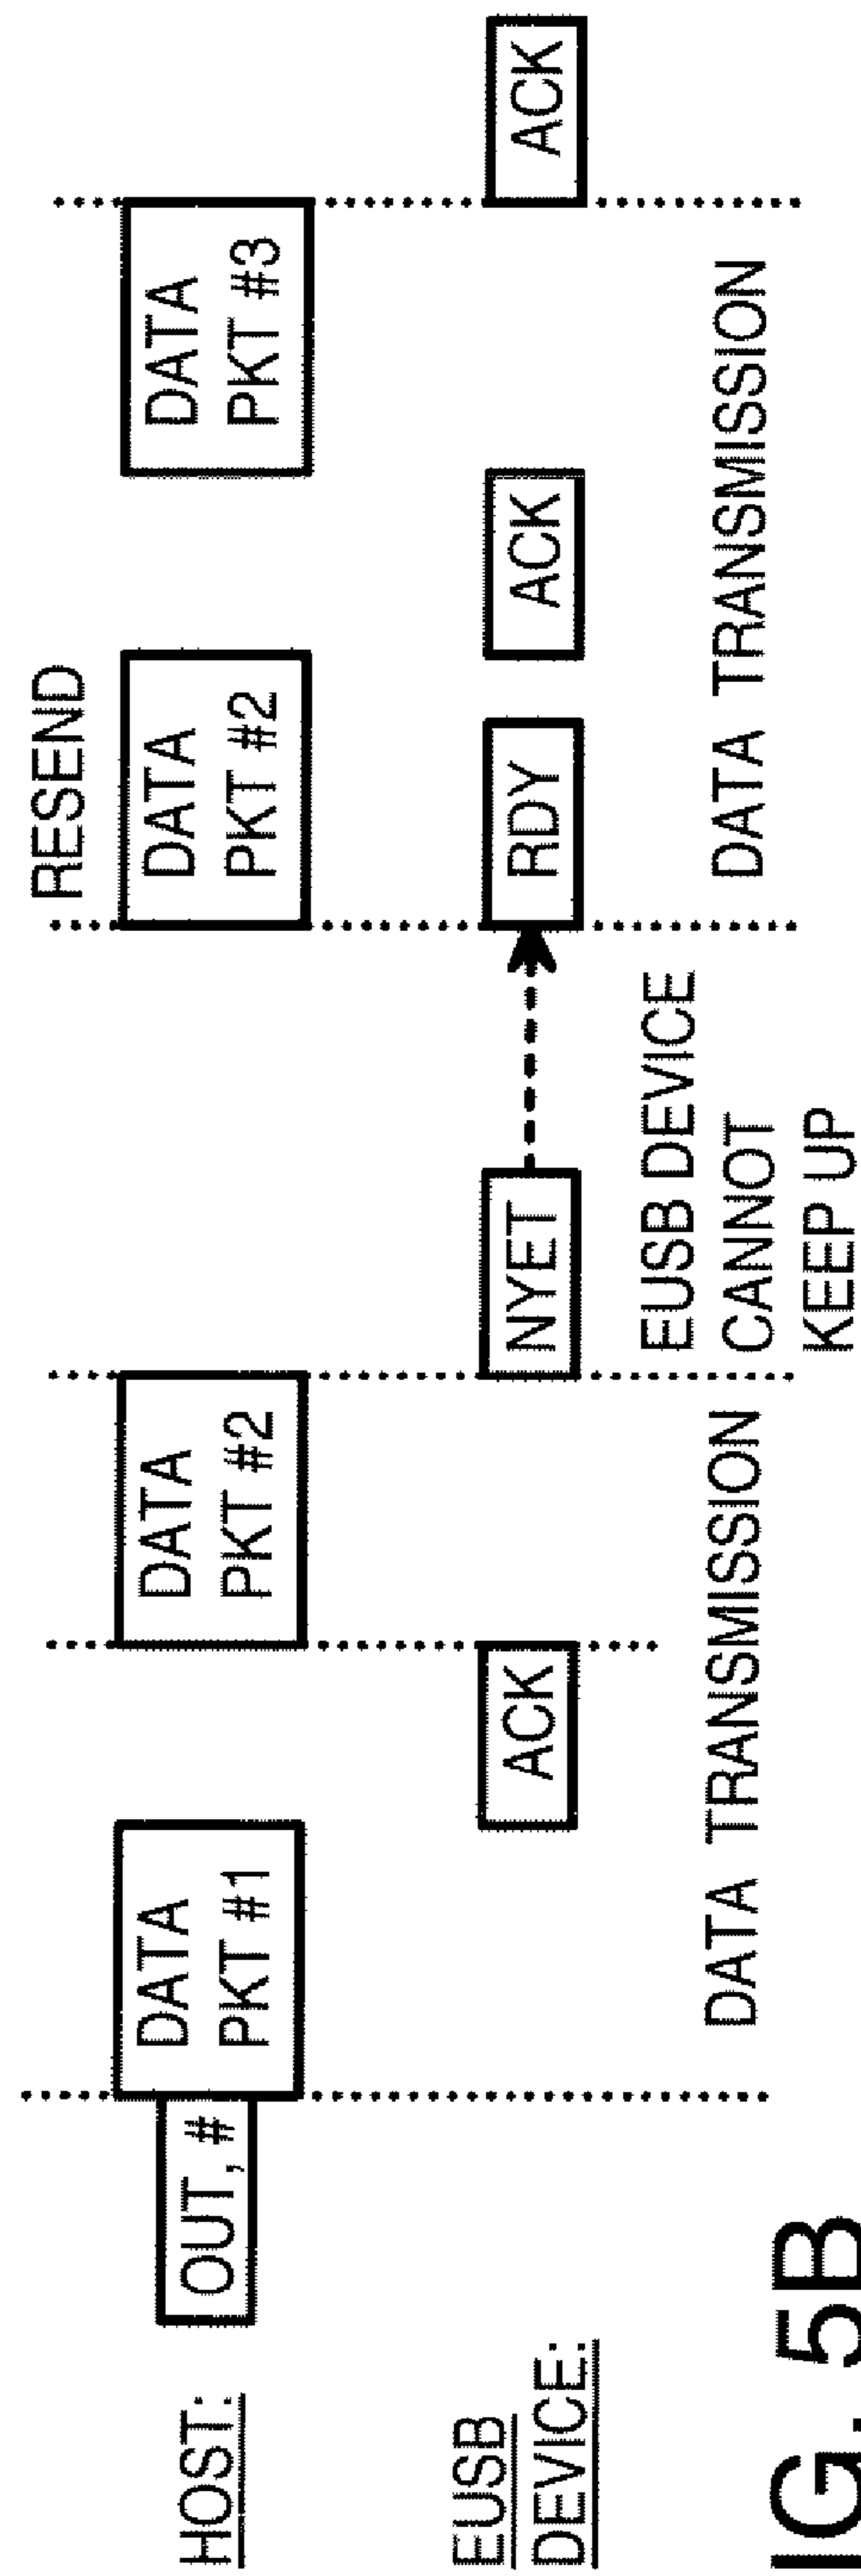 RESEND
HOST:
OUT, #
DATA
PKT #1
DATA
PKT #2
DATA
PKT #2
DATA
PKT #3
EUSB
DEVICE:
ACK
NYET
RDY
ACK
ACK
DATA TRANSMISSION
EUSB DEVICE
CANNOT
KEEP UP
DATA TRANSMISSION
IG. 5B